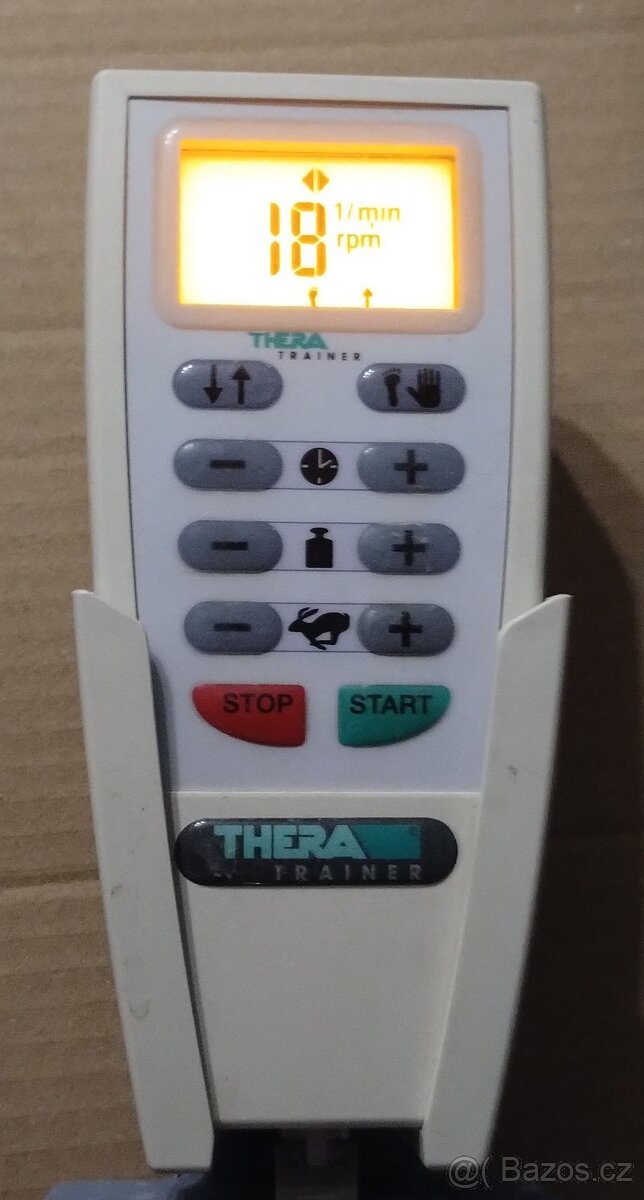 18 1/min
rpm
THERA
TRAINER
- +
- +
- +
STOP START
THERA ®
TRAINER
@( Bazos.cz